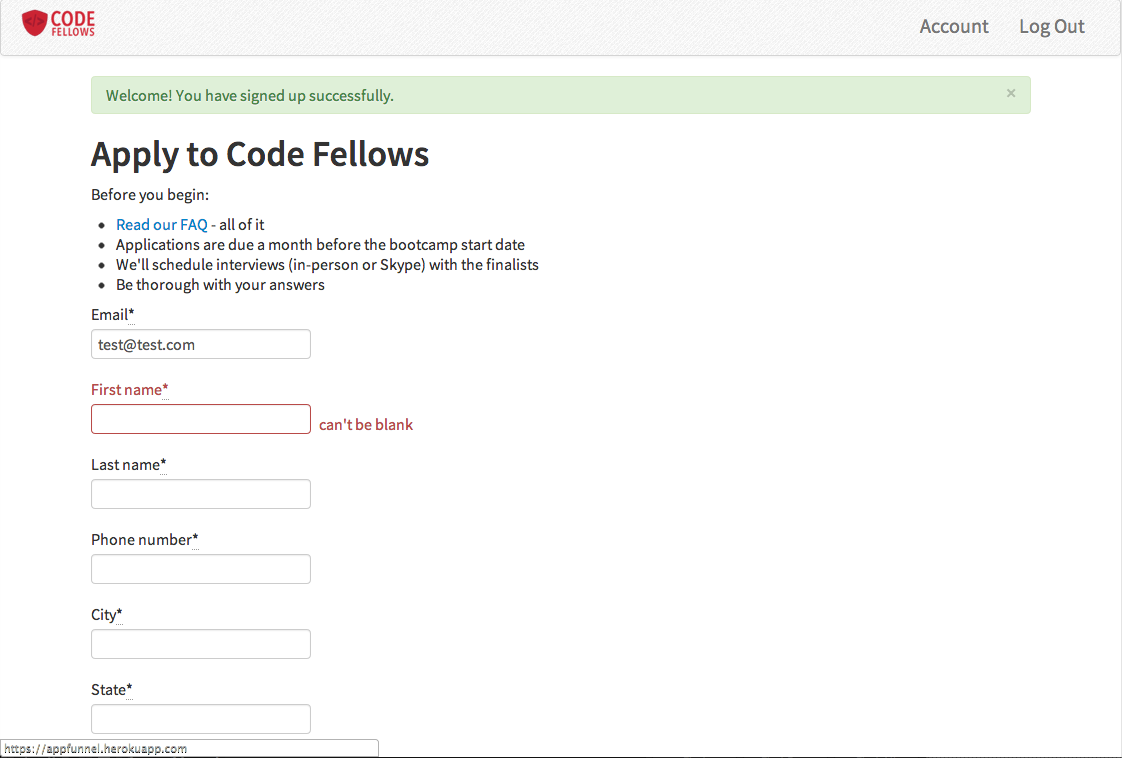 </> CODE
FELLOWS
Account Log Out
Welcome! You have signed up successfully. ×
Apply to Code Fellows
Before you begin:
• Read our FAQ - all of it
• Applications are due a month before the bootcamp start date
• We'll schedule interviews (in-person or Skype) with the finalists
• Be thorough with your answers
Email*
test@test.com
First name*
can't be blank
Last name*
Phone number*
City*
State*
https://appfunnel.herokuapp.com